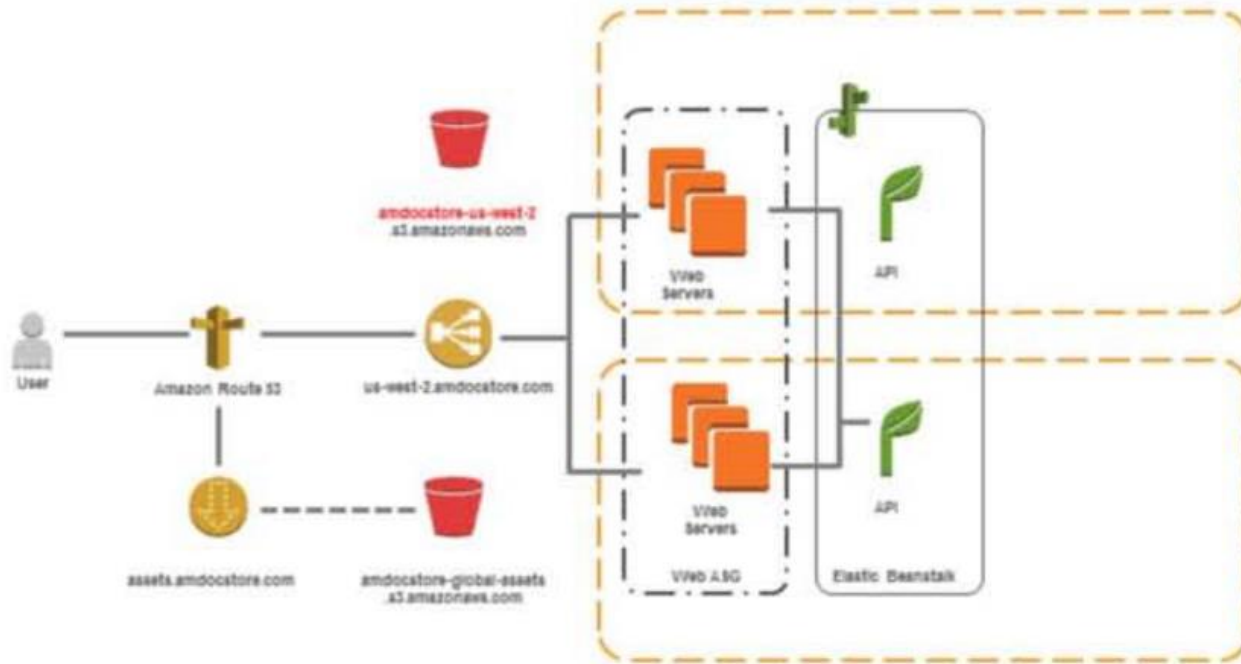 amdocstore-us-west-2
.s3.amazonaws.com
Web
Servers
API
User
Amazon Route 53
us-west-2.amdocstore.com
Web
Servers
API
assets.amdocstore.com
amdocstore-global-assets
.s3.amazonaws.com
Web ASG
Elastic Beanstalk